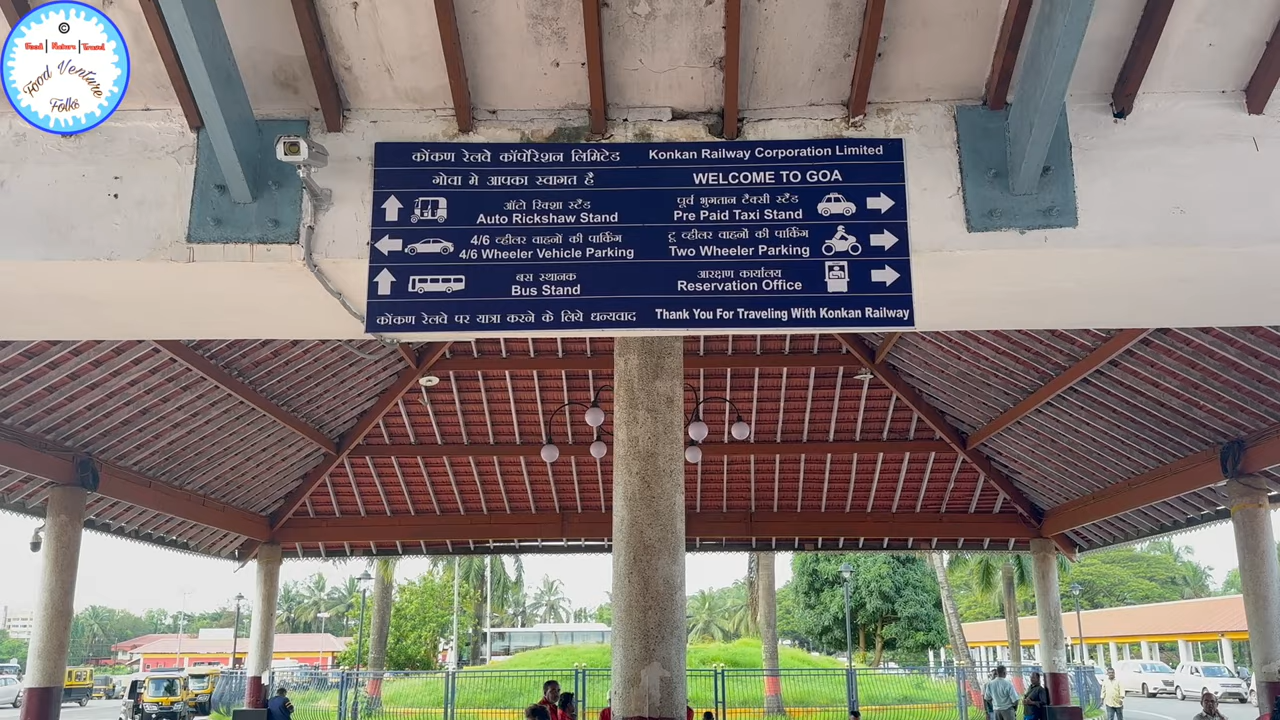 ©
Food | Nature | Travel
Food Venture
Folks
कोंकण रेलवे कॉर्पोरेशन लिमिटेड Konkan Railway Corporation Limited
गोवा मे आपका स्वागत है WELCOME TO GOA
ऑटो रिक्शा स्टैंड
Auto Rickshaw Stand
पूर्व भुगतान टैक्सी स्टैंड
Pre Paid Taxi Stand
4/6 व्हीलर वाहनों की पार्किंग
4/6 Wheeler Vehicle Parking
टू व्हीलर वाहनों की पार्किंग
Two Wheeler Parking
बस स्थानक
Bus Stand
आरक्षण कार्यालय
Reservation Office
कोंकण रेलवे पर यात्रा करने के लिये धन्यवाद Thank You For Traveling With Konkan Railway